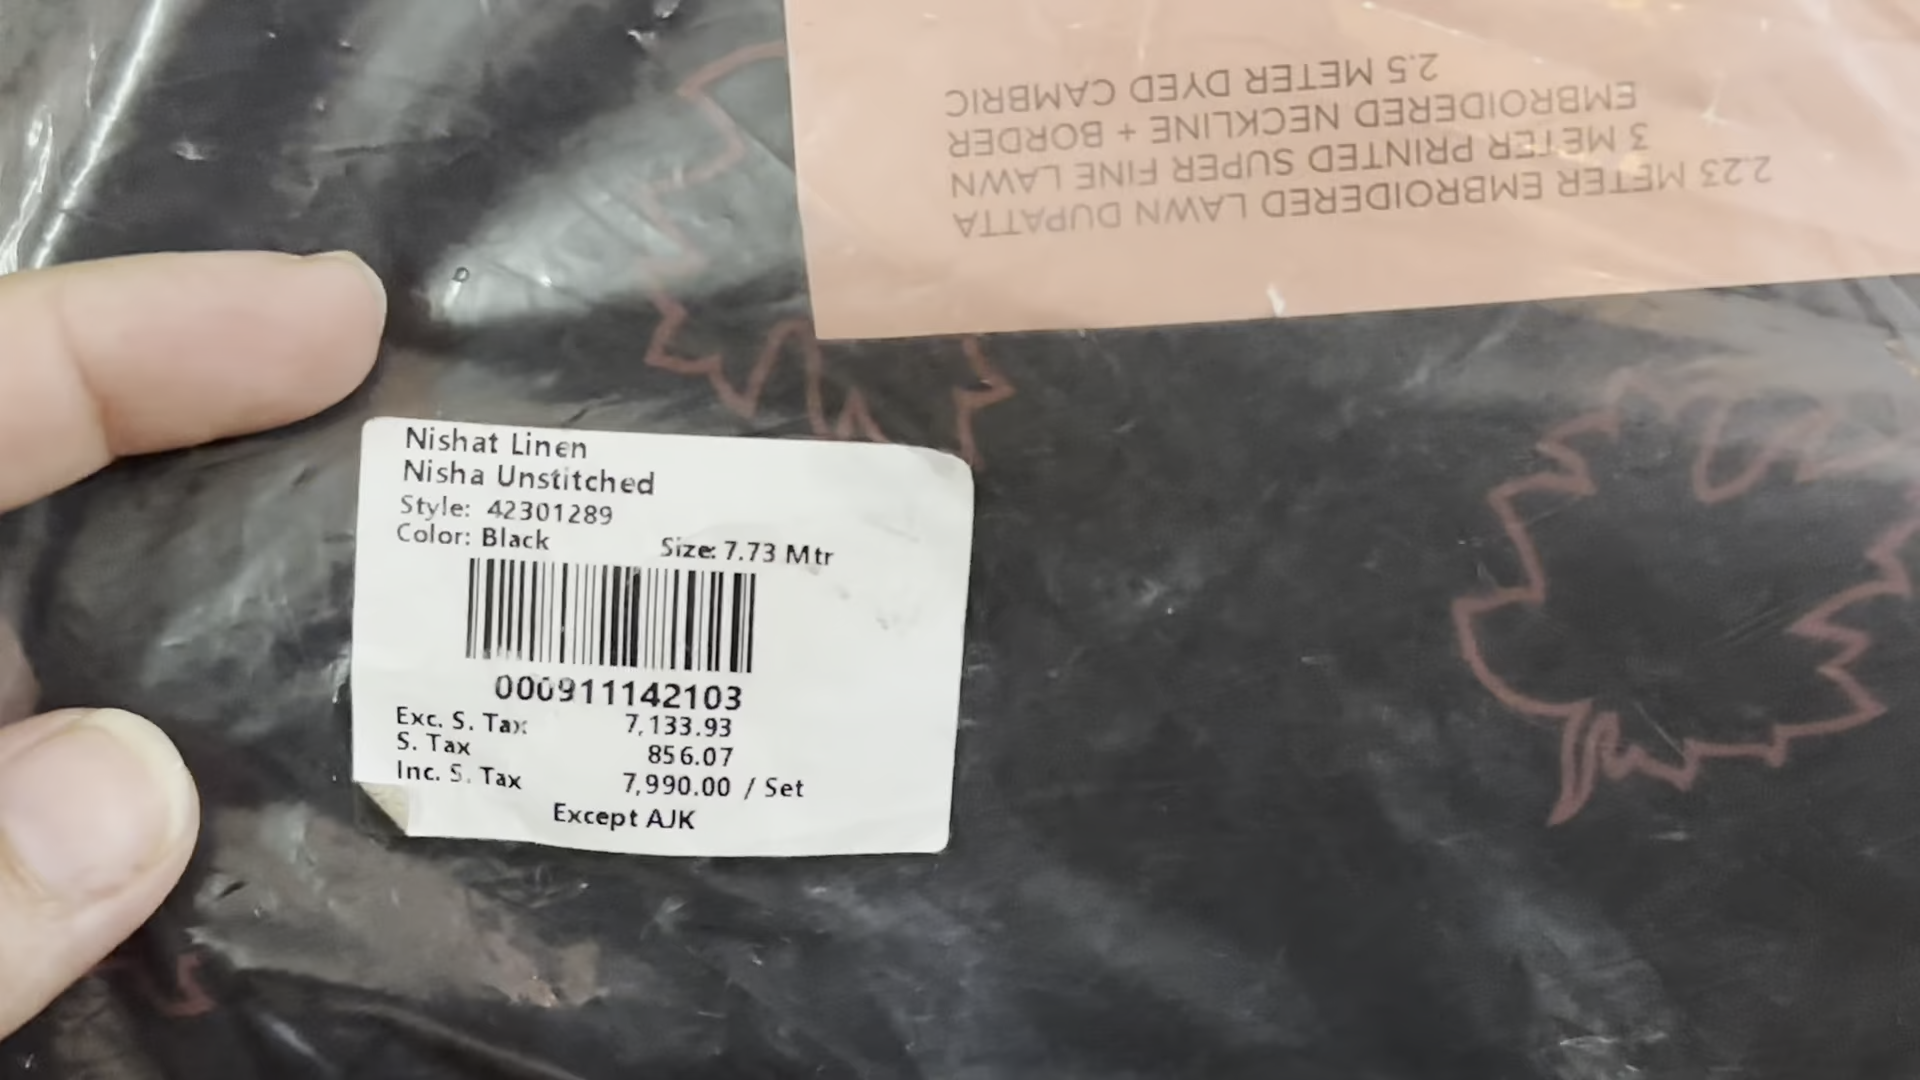 2.23 METER EMBROIDERED LAWN DUPATTA
3 METER PRINTED SUPER FINE LAWN
EMBROIDERED NECKLINE + BORDER
2.5 METER DYED CAMBRIC
Nishat Linen
Nisha Unstitched
Style: 42301289
Color: Black Size: 7.73 Mtr
000911142103
Exc. S. Tax 7,133.93
S. Tax 856.07
Inc. S. Tax 7,990.00 / Set
Except AJK